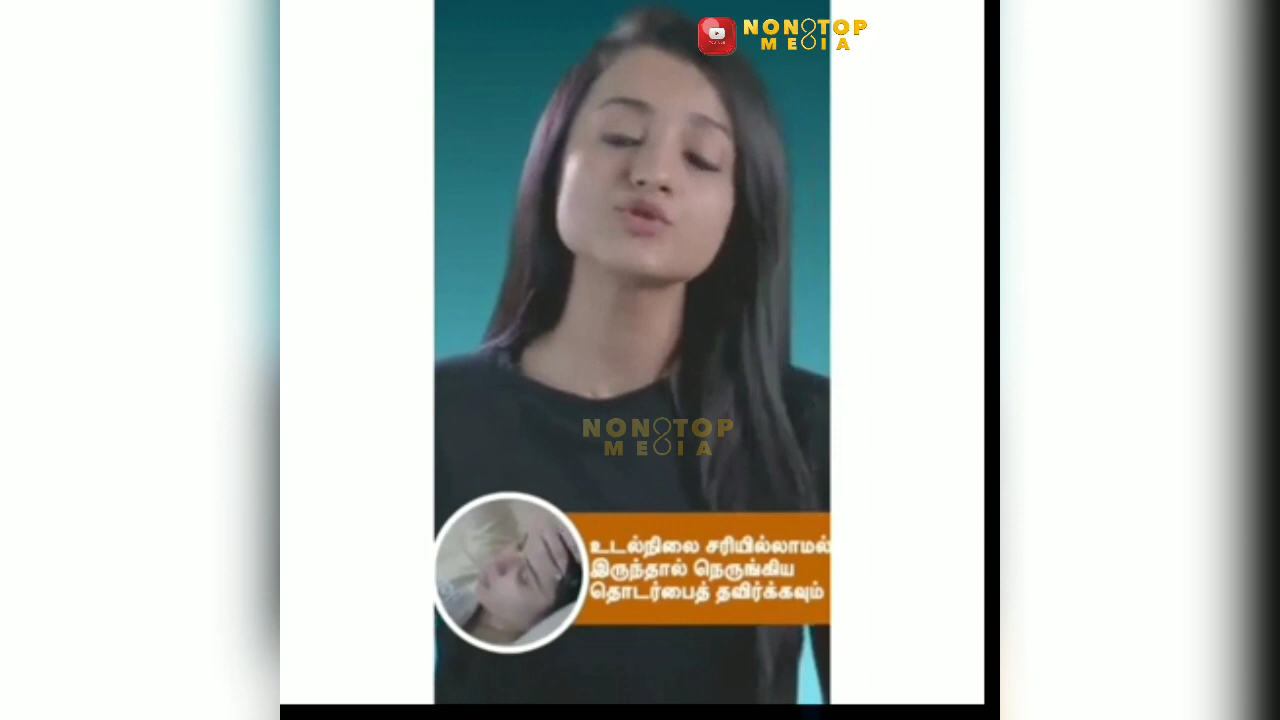 NONSTOP
MEDIA
NONSTOP
MEDIA
உடல்நிலை சரியில்லாமல்
இருந்தால் நெருங்கிய
தொடர்பைத் தவிர்க்கவும்